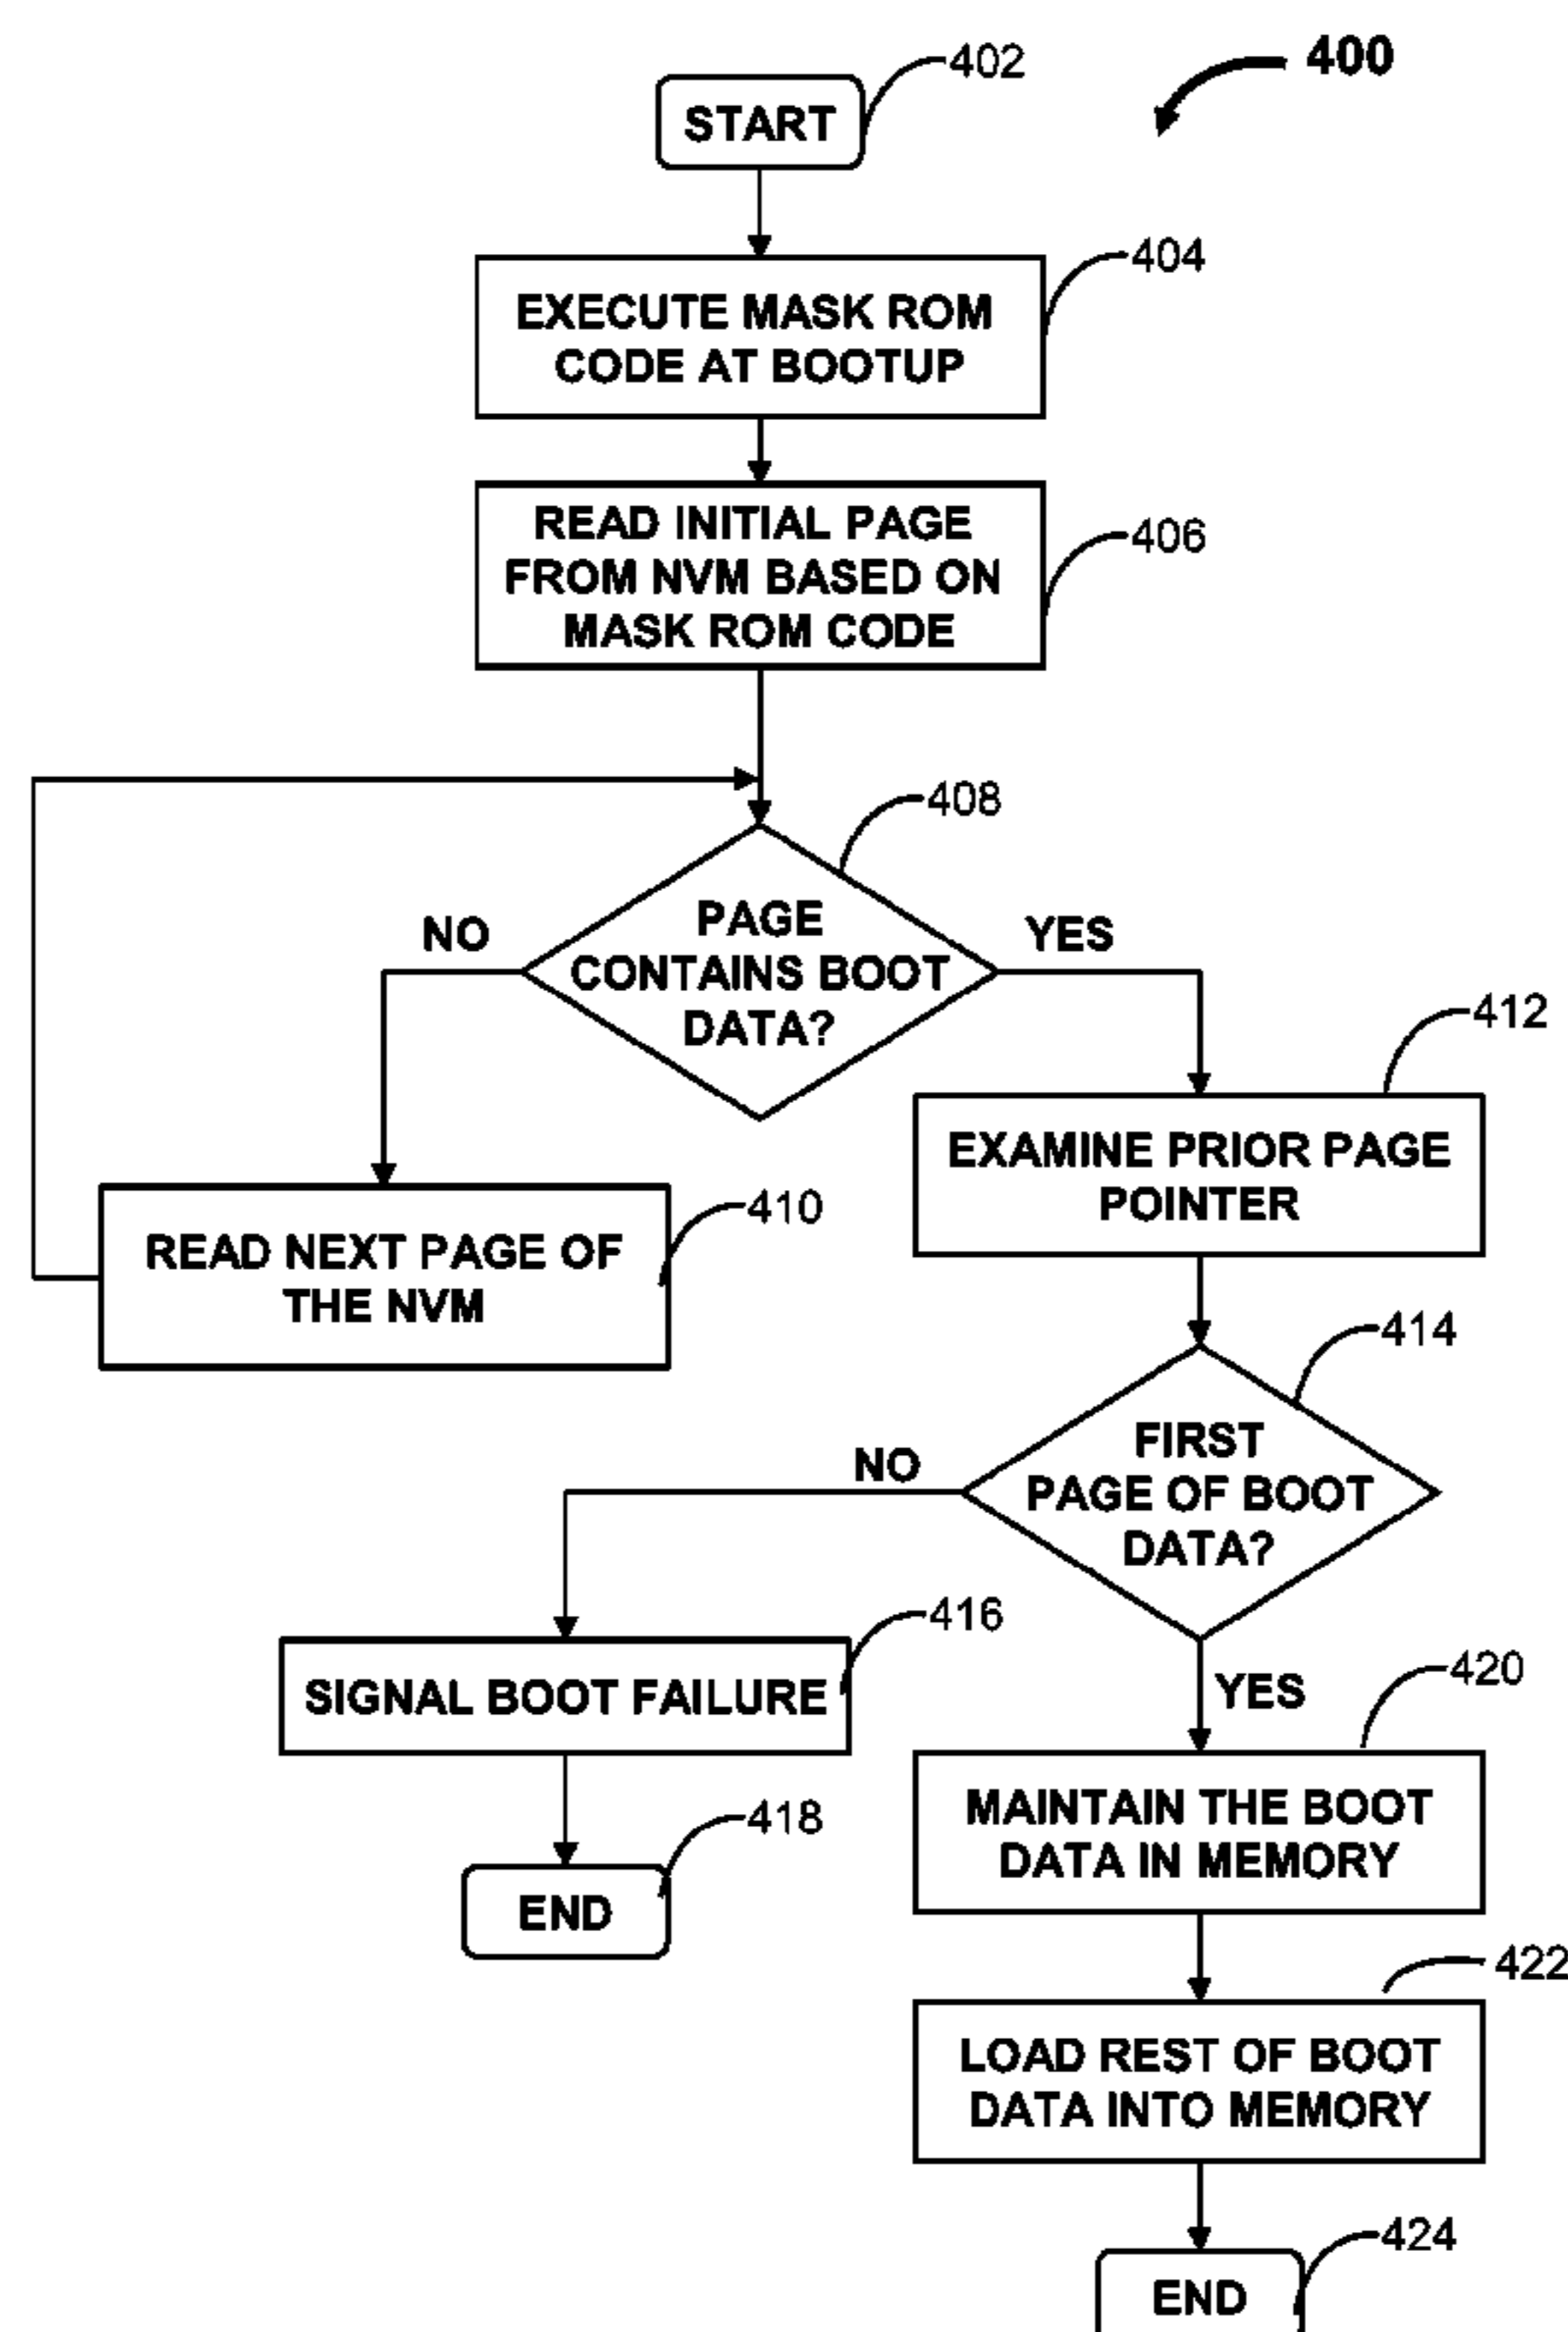 402
400
START
404
EXECUTE MASK ROM
CODE AT BOOTUP
406
READ INITIAL PAGE
FROM NVM BASED ON
MASK ROM CODE
408
PAGE
CONTAINS BOOT
DATA?
NO
YES
412
EXAMINE PRIOR PAGE
POINTER
410
READ NEXT PAGE OF
THE NVM
414
FIRST
PAGE OF BOOT
DATA?
NO
YES
416
SIGNAL BOOT FAILURE
418
END
420
MAINTAIN THE BOOT
DATA IN MEMORY
422
LOAD REST OF BOOT
DATA INTO MEMORY
424
END